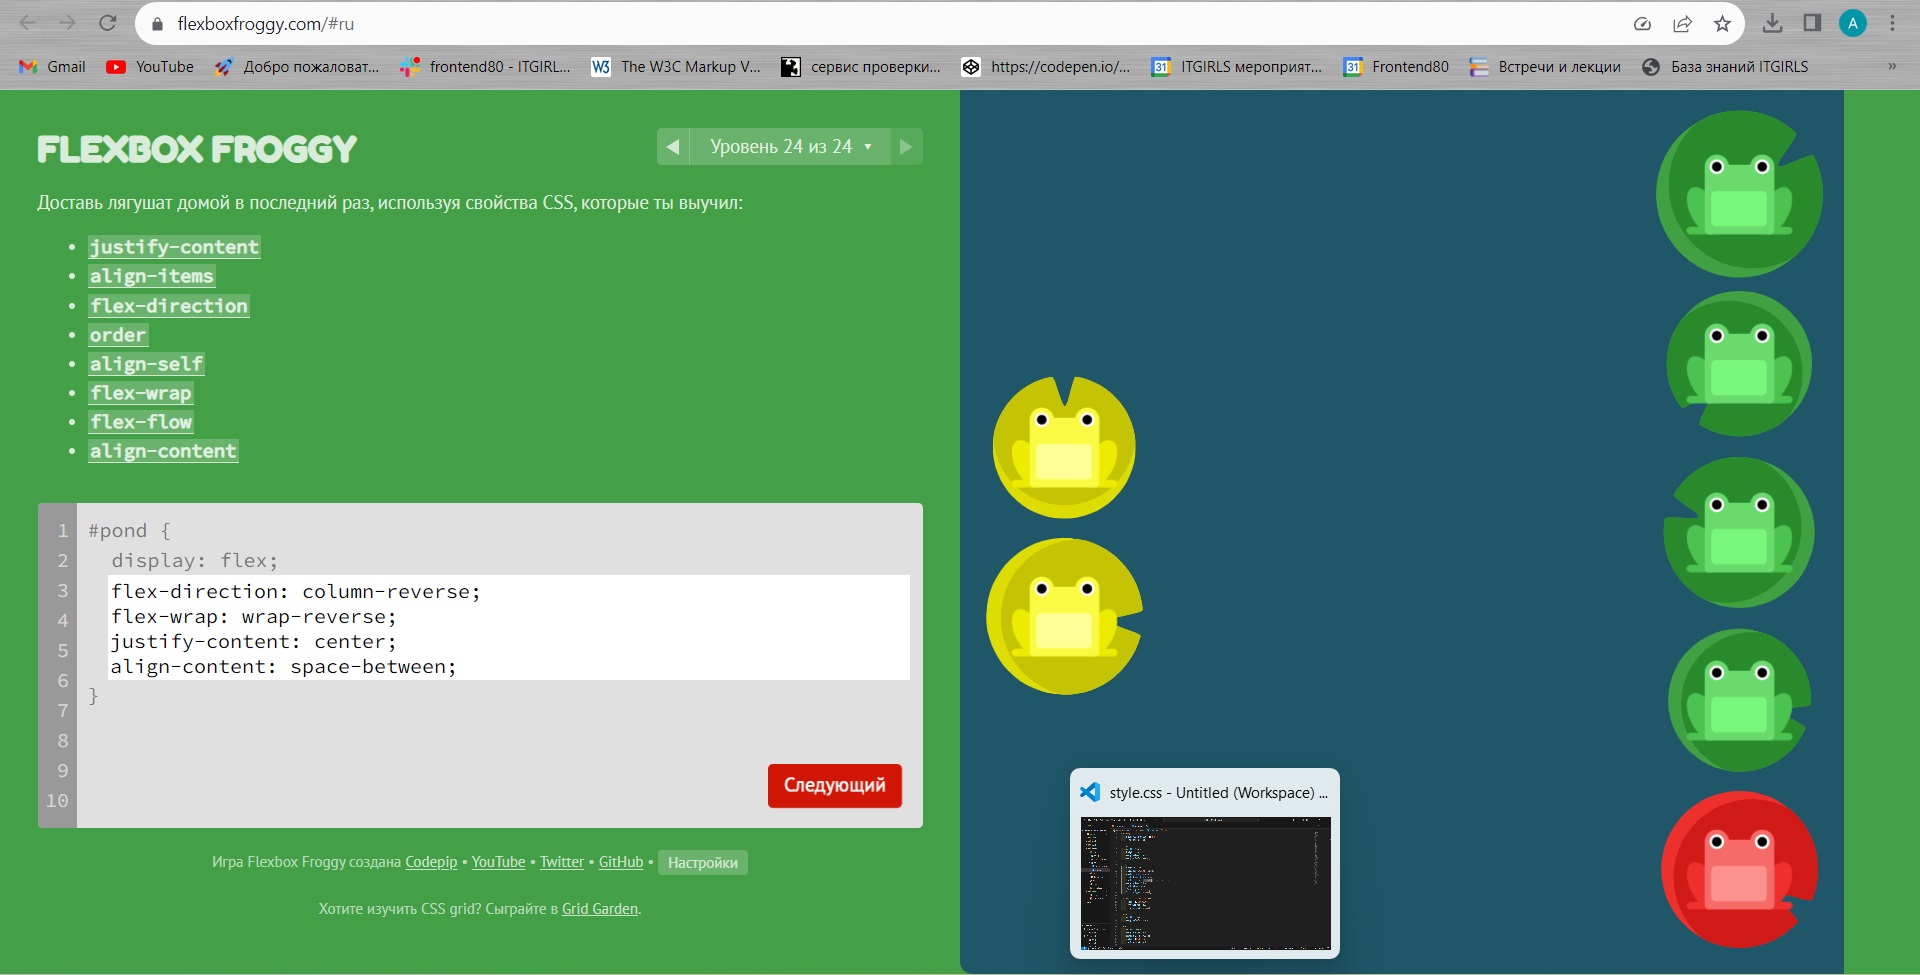 flexboxfroggy.com/#ru
A
Gmail YouTube Добро пожаловат... frontend80 - ITGIRL... W3 The W3C Markup V... сервис проверки... https://codepen.io/... 31 ITGIRLS мероприят... 31 Frontend80 Встречи и лекции База знаний ITGIRLS »
FLEXBOX FROGGY
Уровень 24 из 24
Доставь лягушат домой в последний раз, используя свойства CSS, которые ты выучил:
• justify-content
• align-items
• flex-direction
• order
• align-self
• flex-wrap
• flex-flow
• align-content
1 #pond {
2 display: flex;
3 flex-direction: column-reverse;
4 flex-wrap: wrap-reverse;
5 justify-content: center;
6 align-content: space-between;
7 }
8
9
10
Следующий
Игра Flexbox Froggy создана Codepip • YouTube • Twitter • GitHub • Настройки
Хотите изучить CSS grid? Сыграйте в Grid Garden.
style.css - Untitled (Workspace) ...